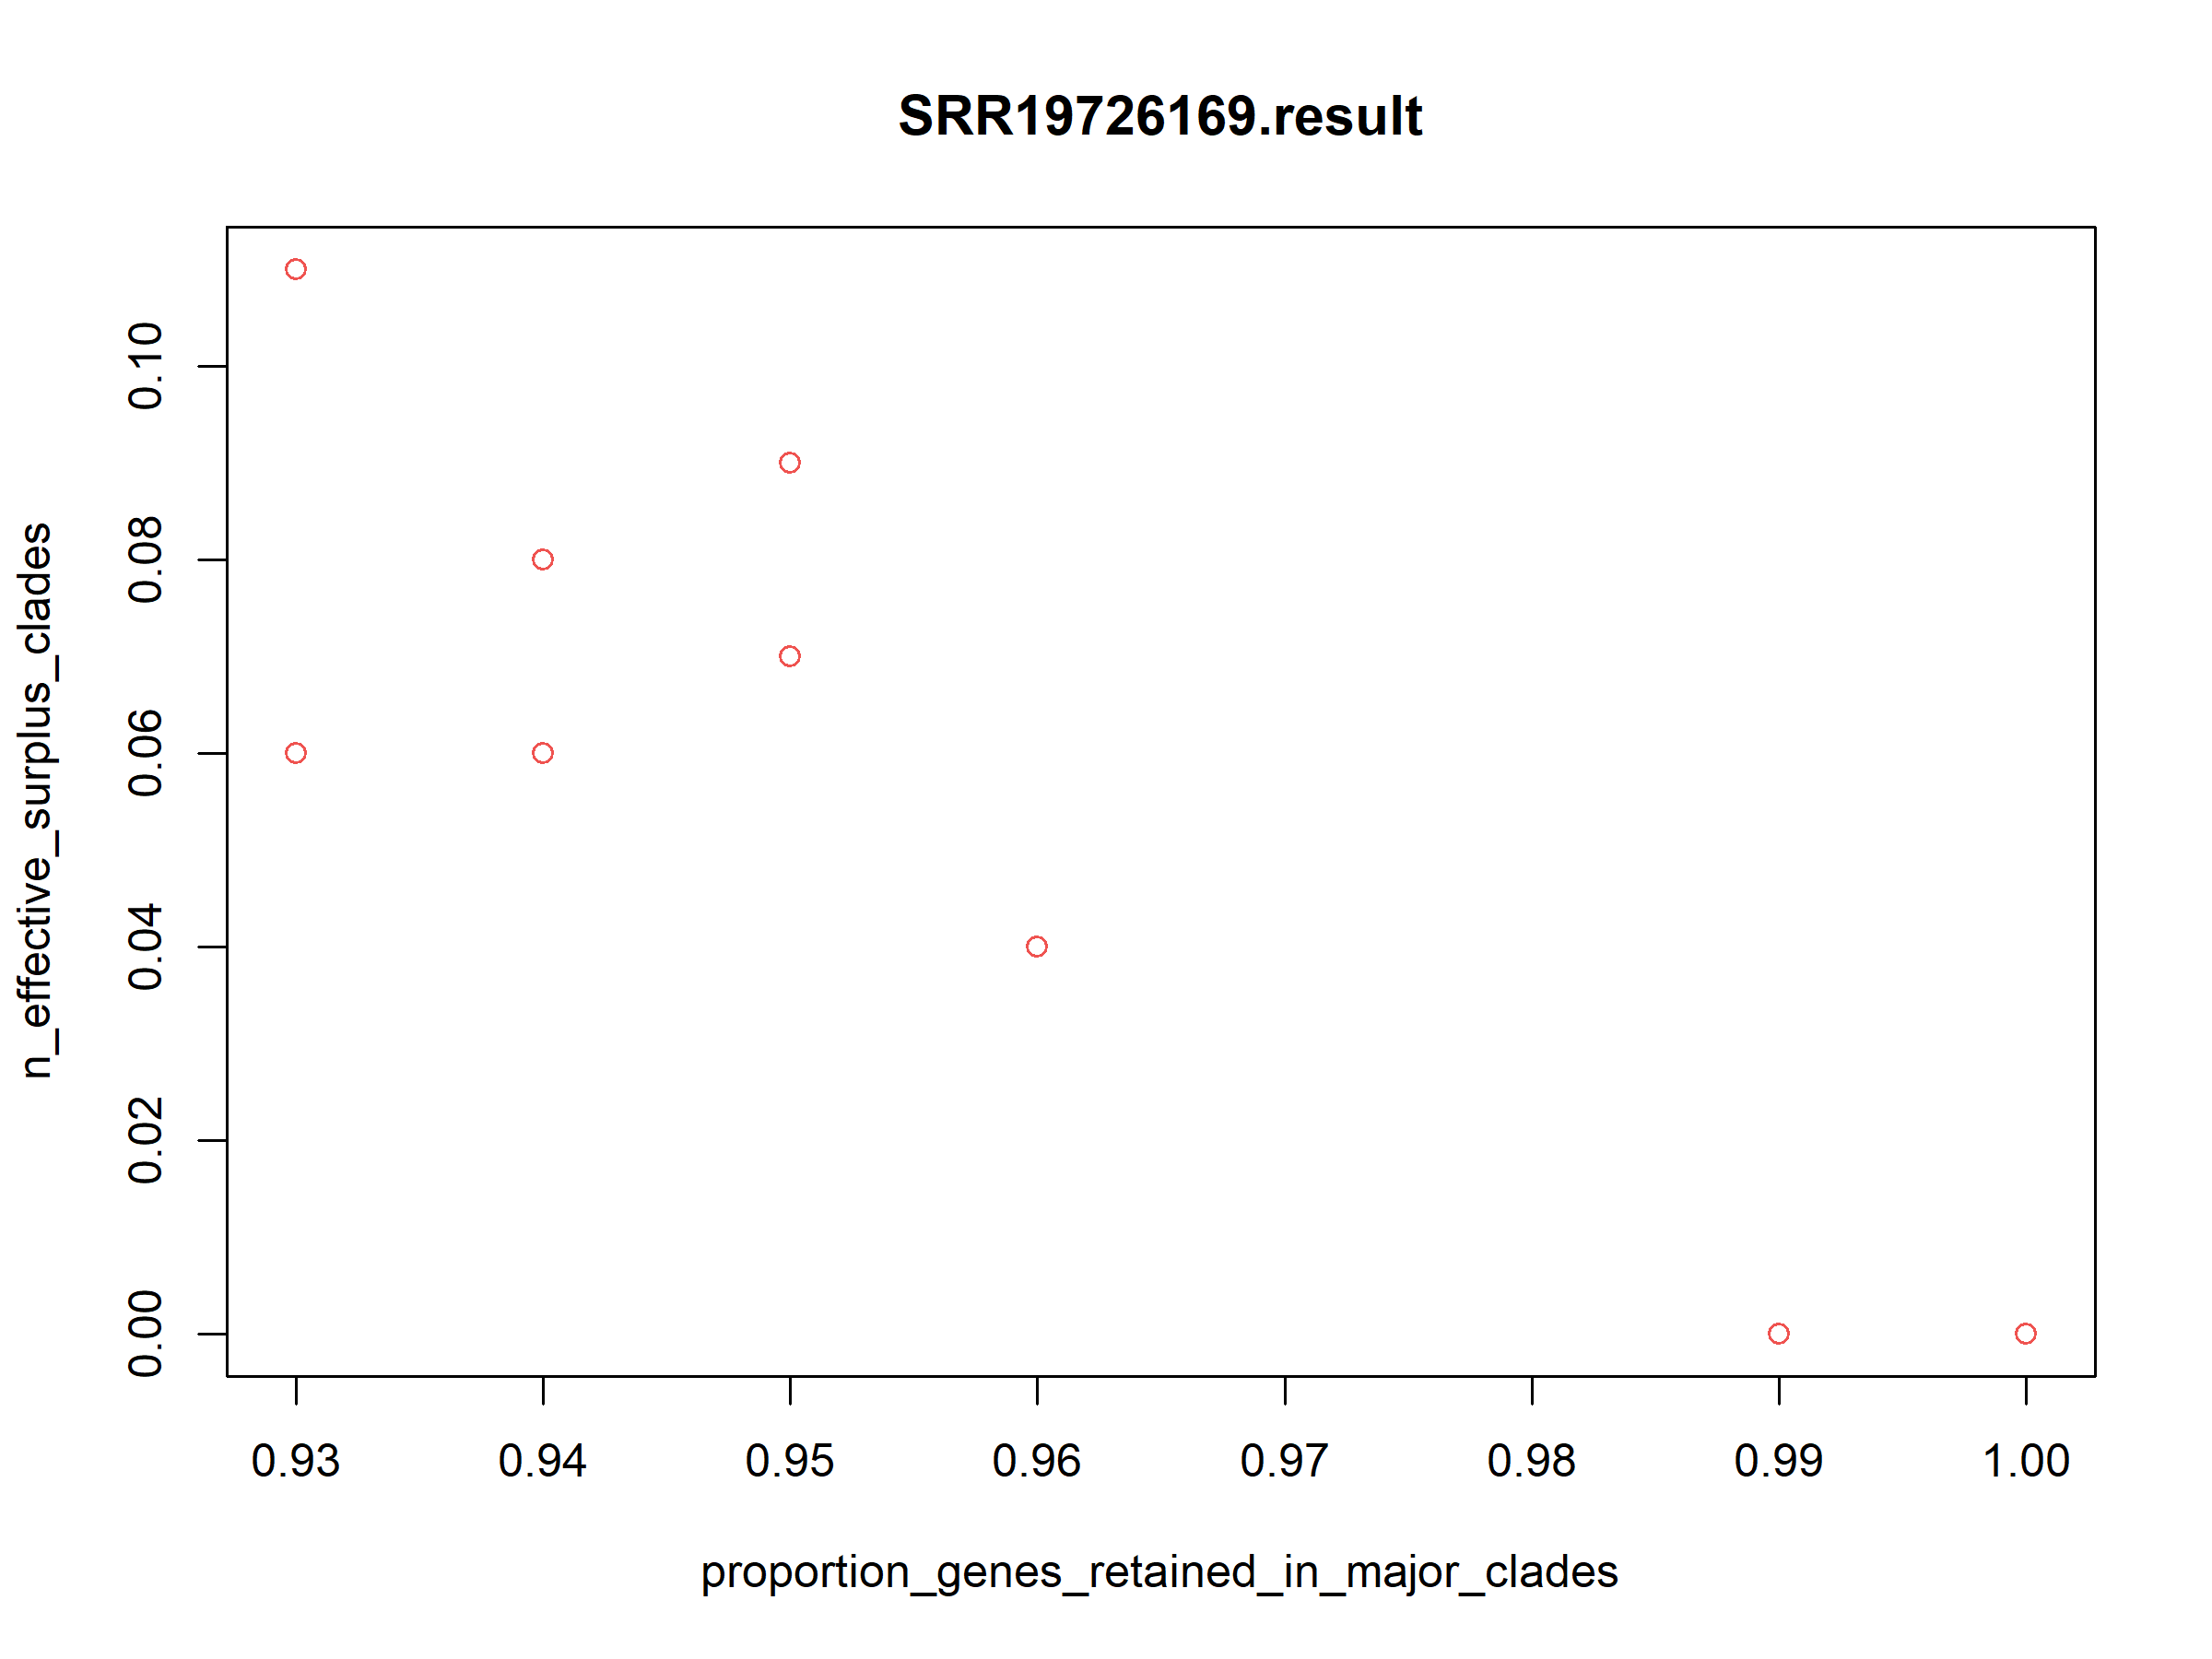 SRR19726169.result
n_effective_surplus_clades
0.10
0.08
0.06
0.04
0.02
0.00
0.93 0.94 0.95 0.96 0.97 0.98 0.99 1.00
proportion_genes_retained_in_major_clades